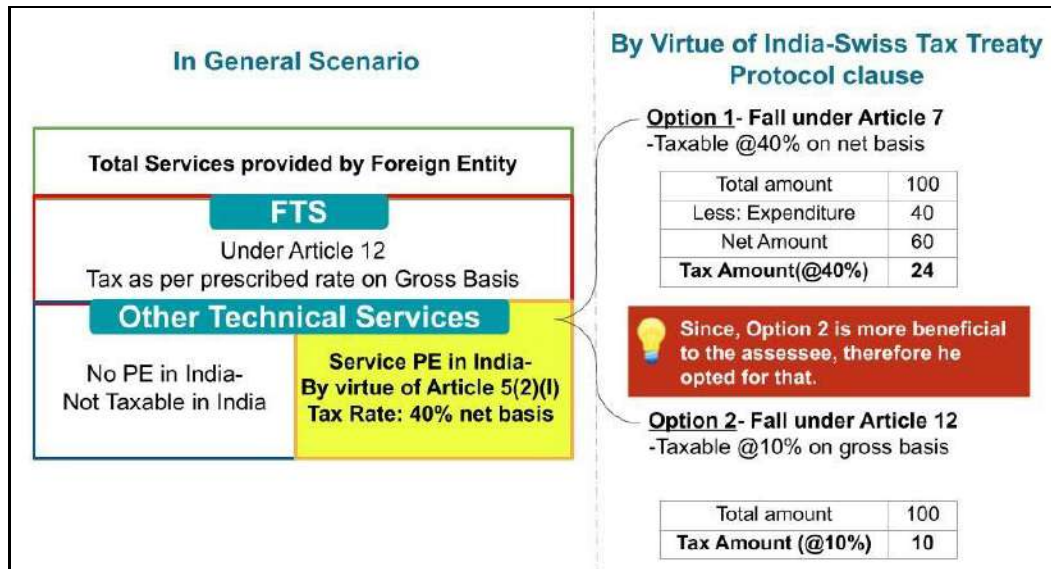 In General Scenario
Total Services provided by Foreign Entity
FTS
Under Article 12
Tax as per prescribed rate on Gross Basis
Other Technical Services
No PE in India-
Not Taxable in India
Service PE in India-
By virtue of Article 5(2)(l)
Tax Rate: 40% net basis
By Virtue of India-Swiss Tax Treaty
Protocol clause
Option 1- Fall under Article 7
-Taxable @40% on net basis
Total amount 100
Less: Expenditure 40
Net Amount 60
Tax Amount(@40%) 24
Since, Option 2 is more beneficial
to the assessee, therefore he
opted for that.
Option 2- Fall under Article 12
-Taxable @10% on gross basis
Total amount 100
Tax Amount (@10%) 10